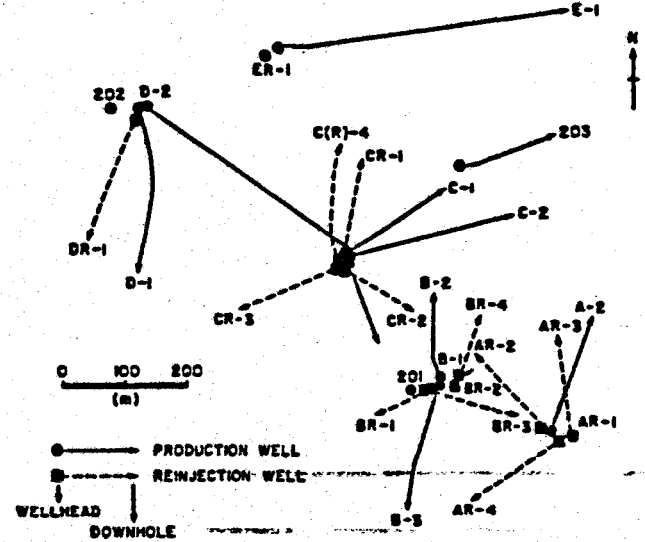 E-1
N
ER-1
202 D-2
C(R)-4
203
CR-1
C-1
C-2
DR-1
D-1
B-2
BR-4
A-2
CR-3
CR-2
AR-3
AR-2
B-1
0 100 200
(m)
201
BR-2
BR-1
BR-3
AR-1
PRODUCTION WELL
REINJECTION WELL
WELLHEAD
DOWNHOLE
B-3
AR-4